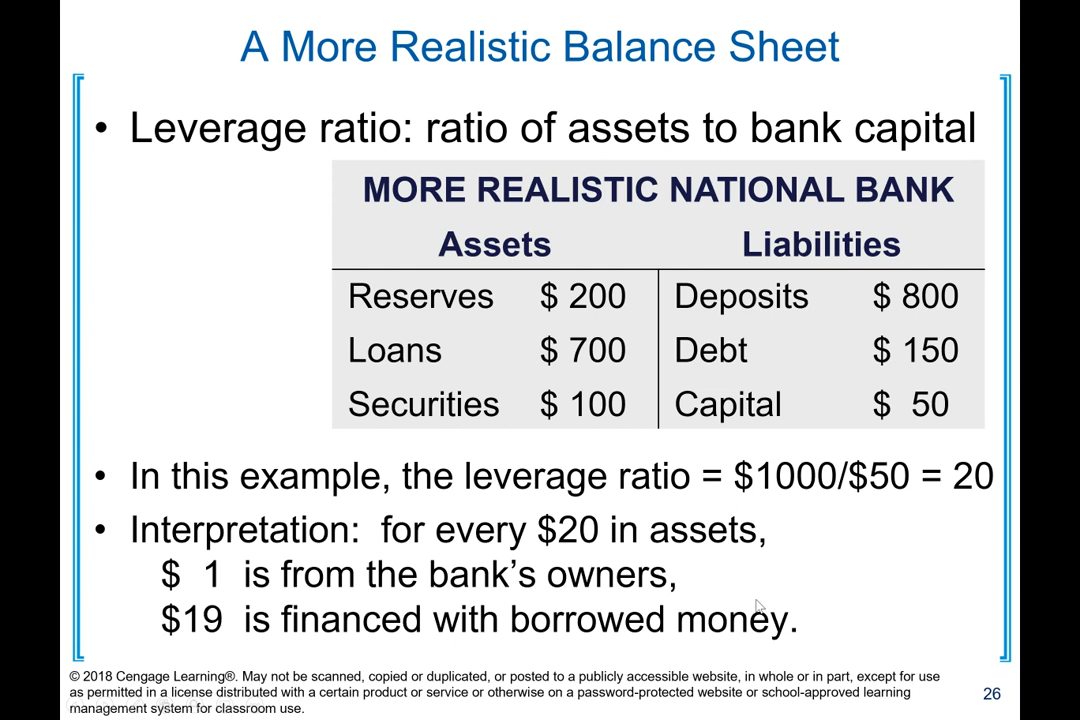 A More Realistic Balance Sheet
• Leverage ratio: ratio of assets to bank capital
MORE REALISTIC NATIONAL BANK
Assets Liabilities
Reserves $ 200 Deposits $ 800
Loans $ 700 Debt $ 150
Securities $ 100 Capital $ 50
• In this example, the leverage ratio = $1000/$50 = 20
• Interpretation: for every $20 in assets,
$ 1 is from the bank’s owners,
$19 is financed with borrowed money.
© 2018 Cengage Learning®. May not be scanned, copied or duplicated, or posted to a publicly accessible website, in whole or in part, except for use
as permitted in a license distributed with a certain product or service or otherwise on a password-protected website or school-approved learning
management system for classroom use.
26